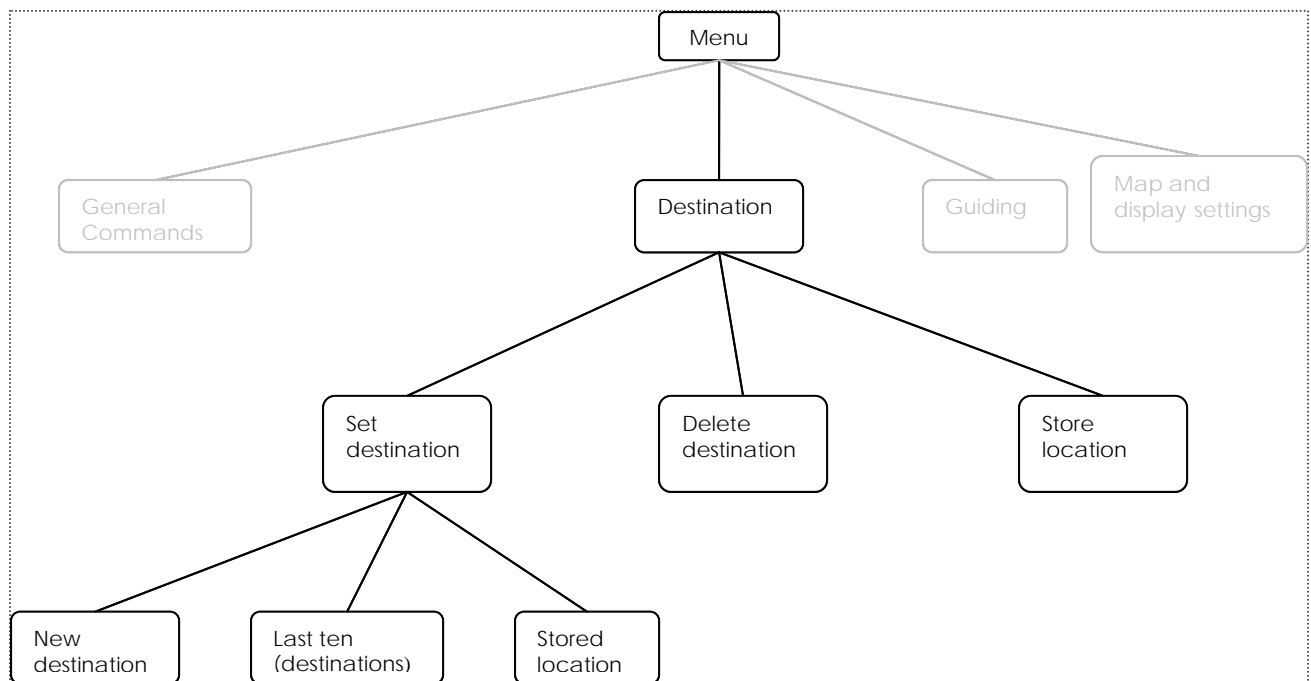 Menu
General
Commands
Destination
Guiding
Map and
display settings
Set
destination
Delete
destination
Store
location
New
destination
Last ten
(destinations)
Stored
location